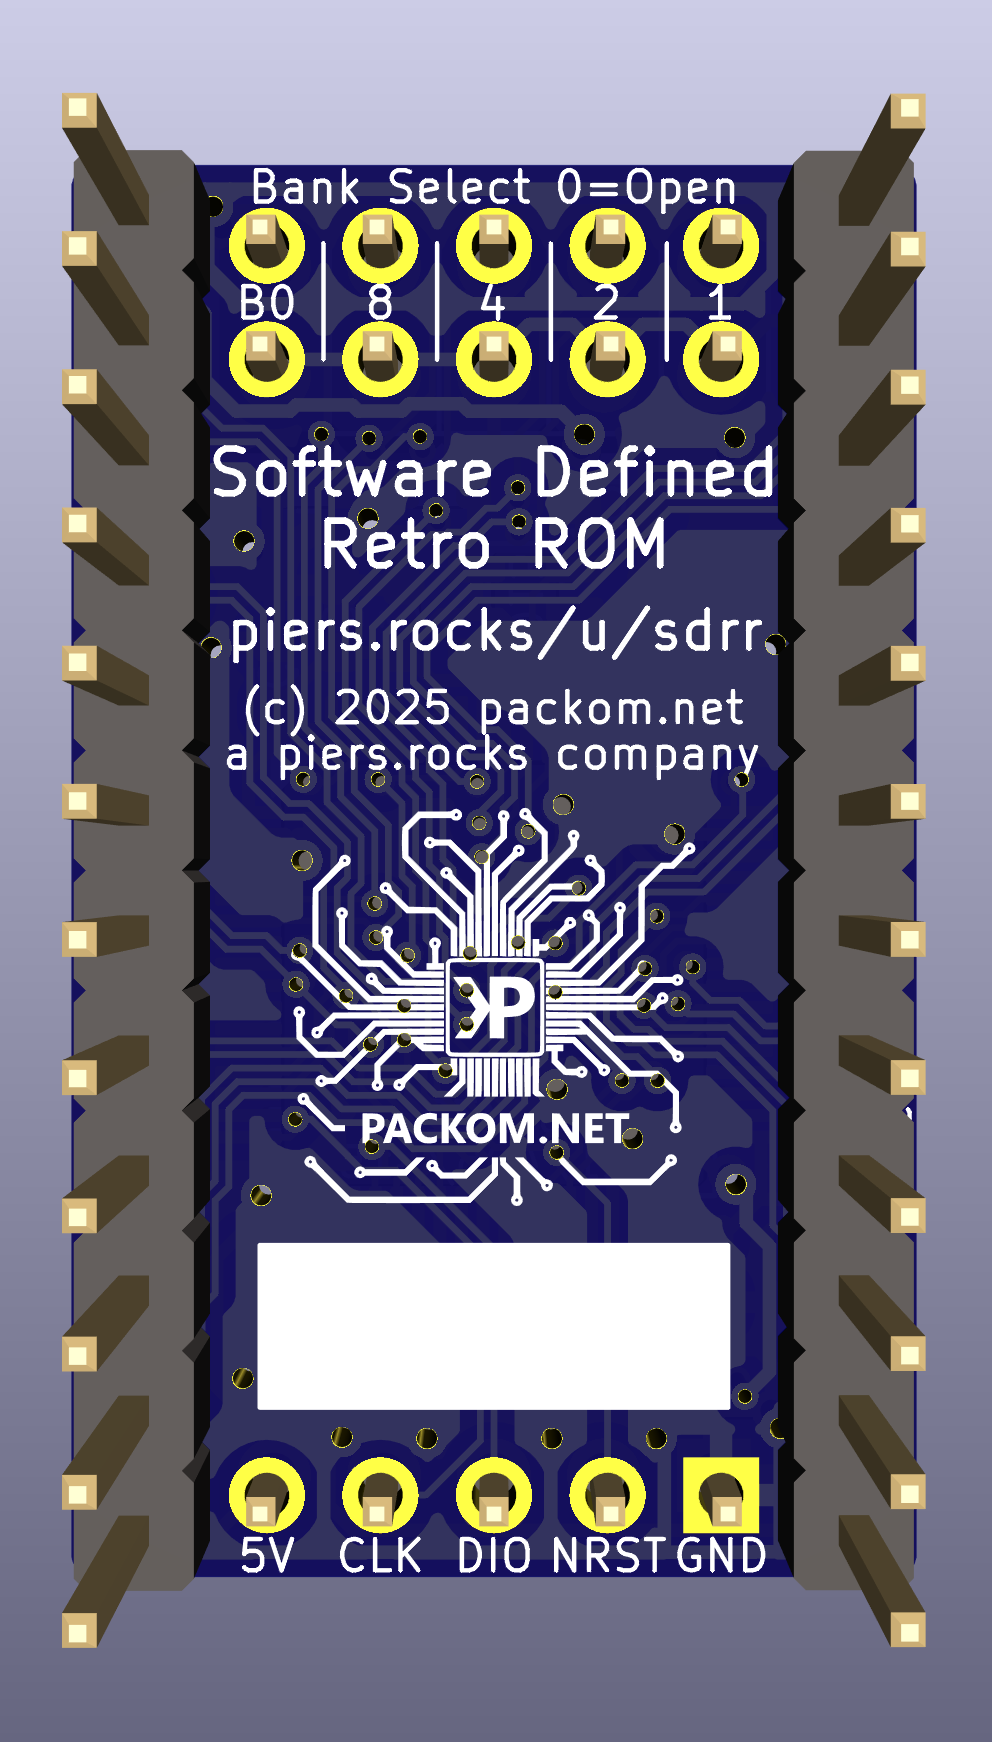 Bank Select 0=Open
B0 8 4 2 1
Software Defined
Retro ROM
piers.rocks/u/sdrr
(c) 2025 packom.net
a piers.rocks company
KP
PACKOM.NET
5V CLK DIO NRST GND